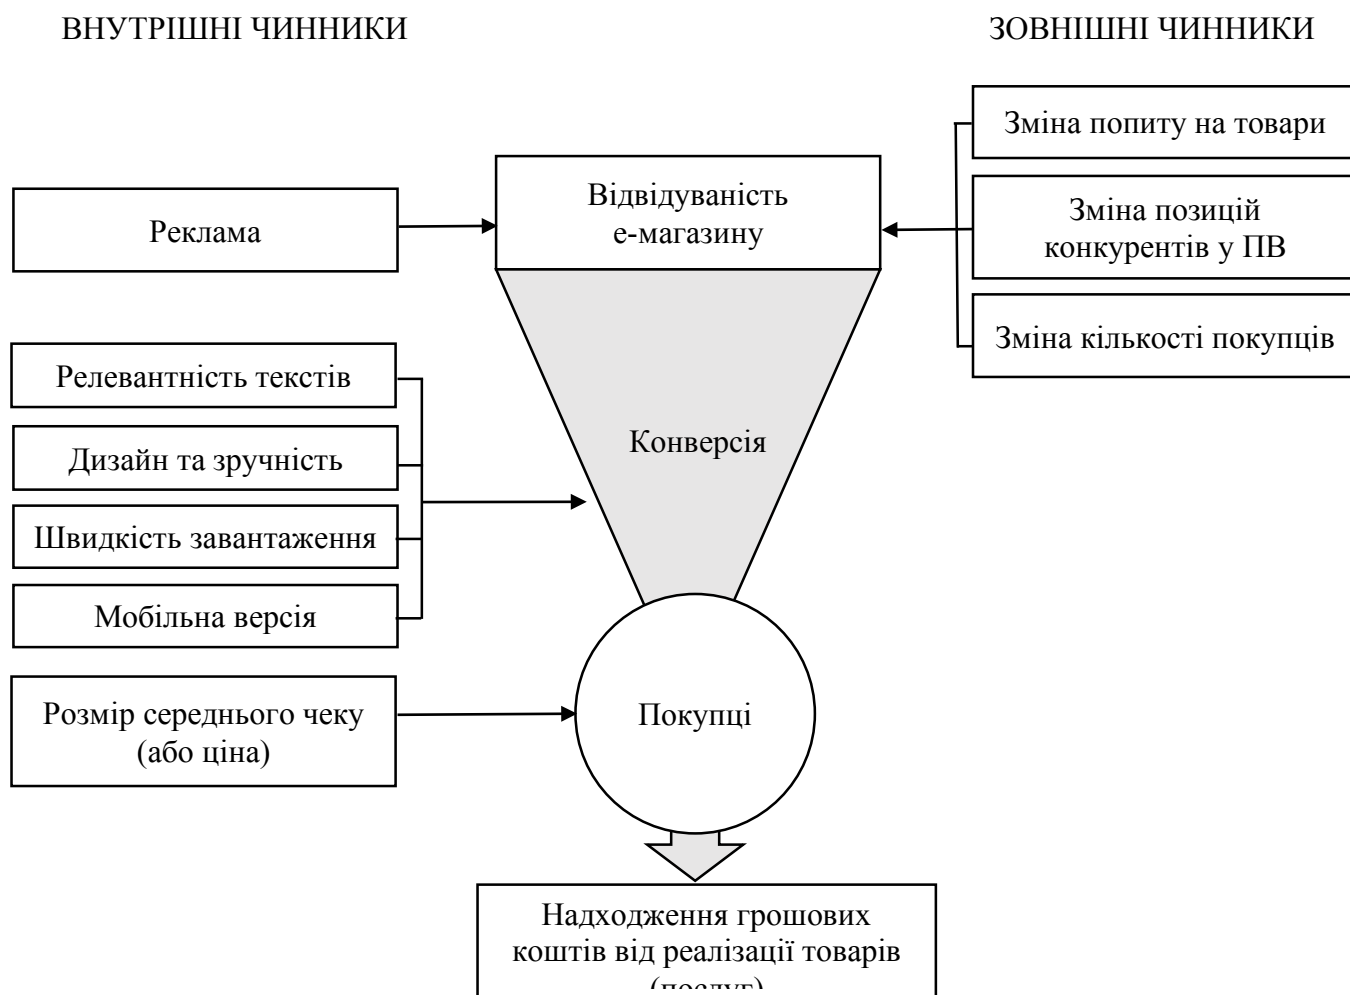 ВНУТРІШНІ ЧИННИКИ
ЗОВНІШНІ ЧИННИКИ
Зміна попиту на товари
Зміна позицій
конкурентів у ПВ
Зміна кількості покупців
Відвідуваність
е-магазину
Реклама
Релевантність текстів
Дизайн та зручність
Швидкість завантаження
Мобільна версія
Конверсія
Розмір середнього чеку
(або ціна)
Покупці
Надходження грошових
коштів від реалізації товарів
(послуг)